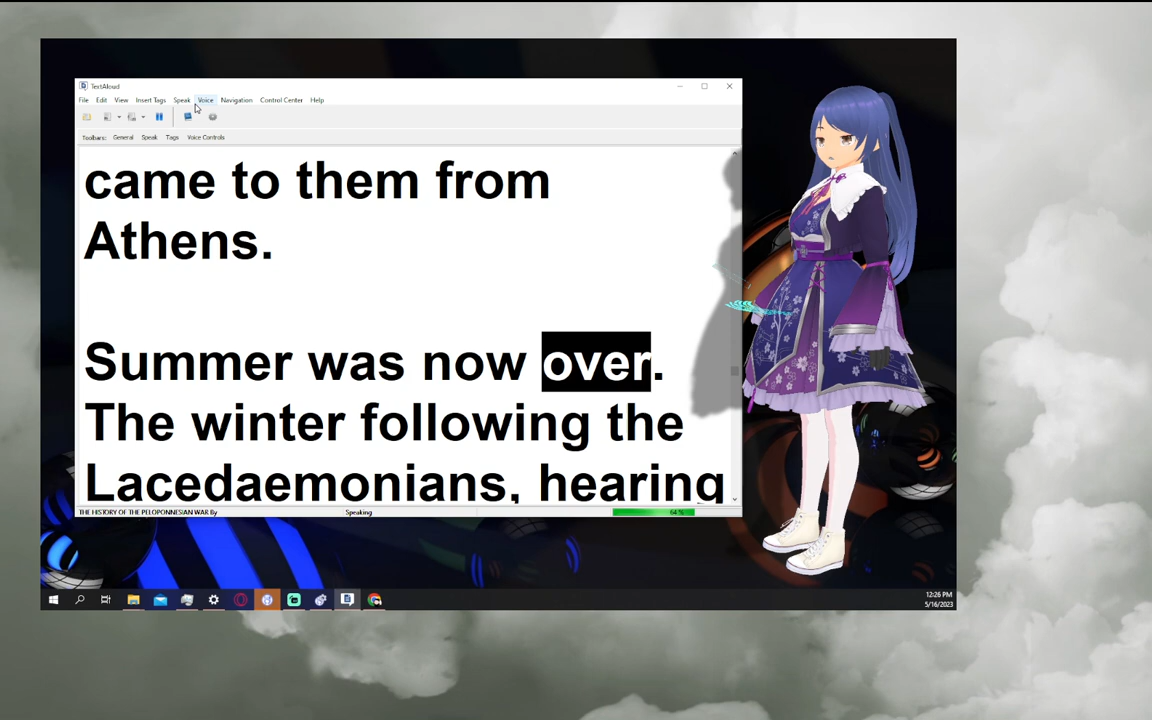 TextAloud
File Edit View Insert Tags Speak Voice Navigation Control Center Help
Toolbars: General Speak Tags Voice Controls
came to them from
Athens.
Summer was now over.
The winter following the
Lacedaemonians, hearing
THE HISTORY OF THE PELOPONNESIAN WAR By Speaking 64 %
12:26 PM
5/16/2023